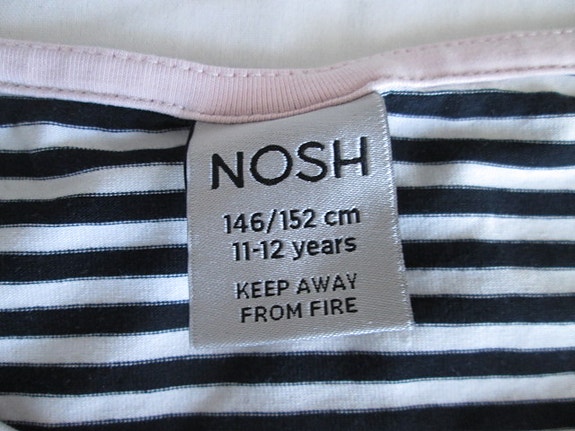 NOSH
146/152 cm
11-12 years
KEEP AWAY
FROM FIRE